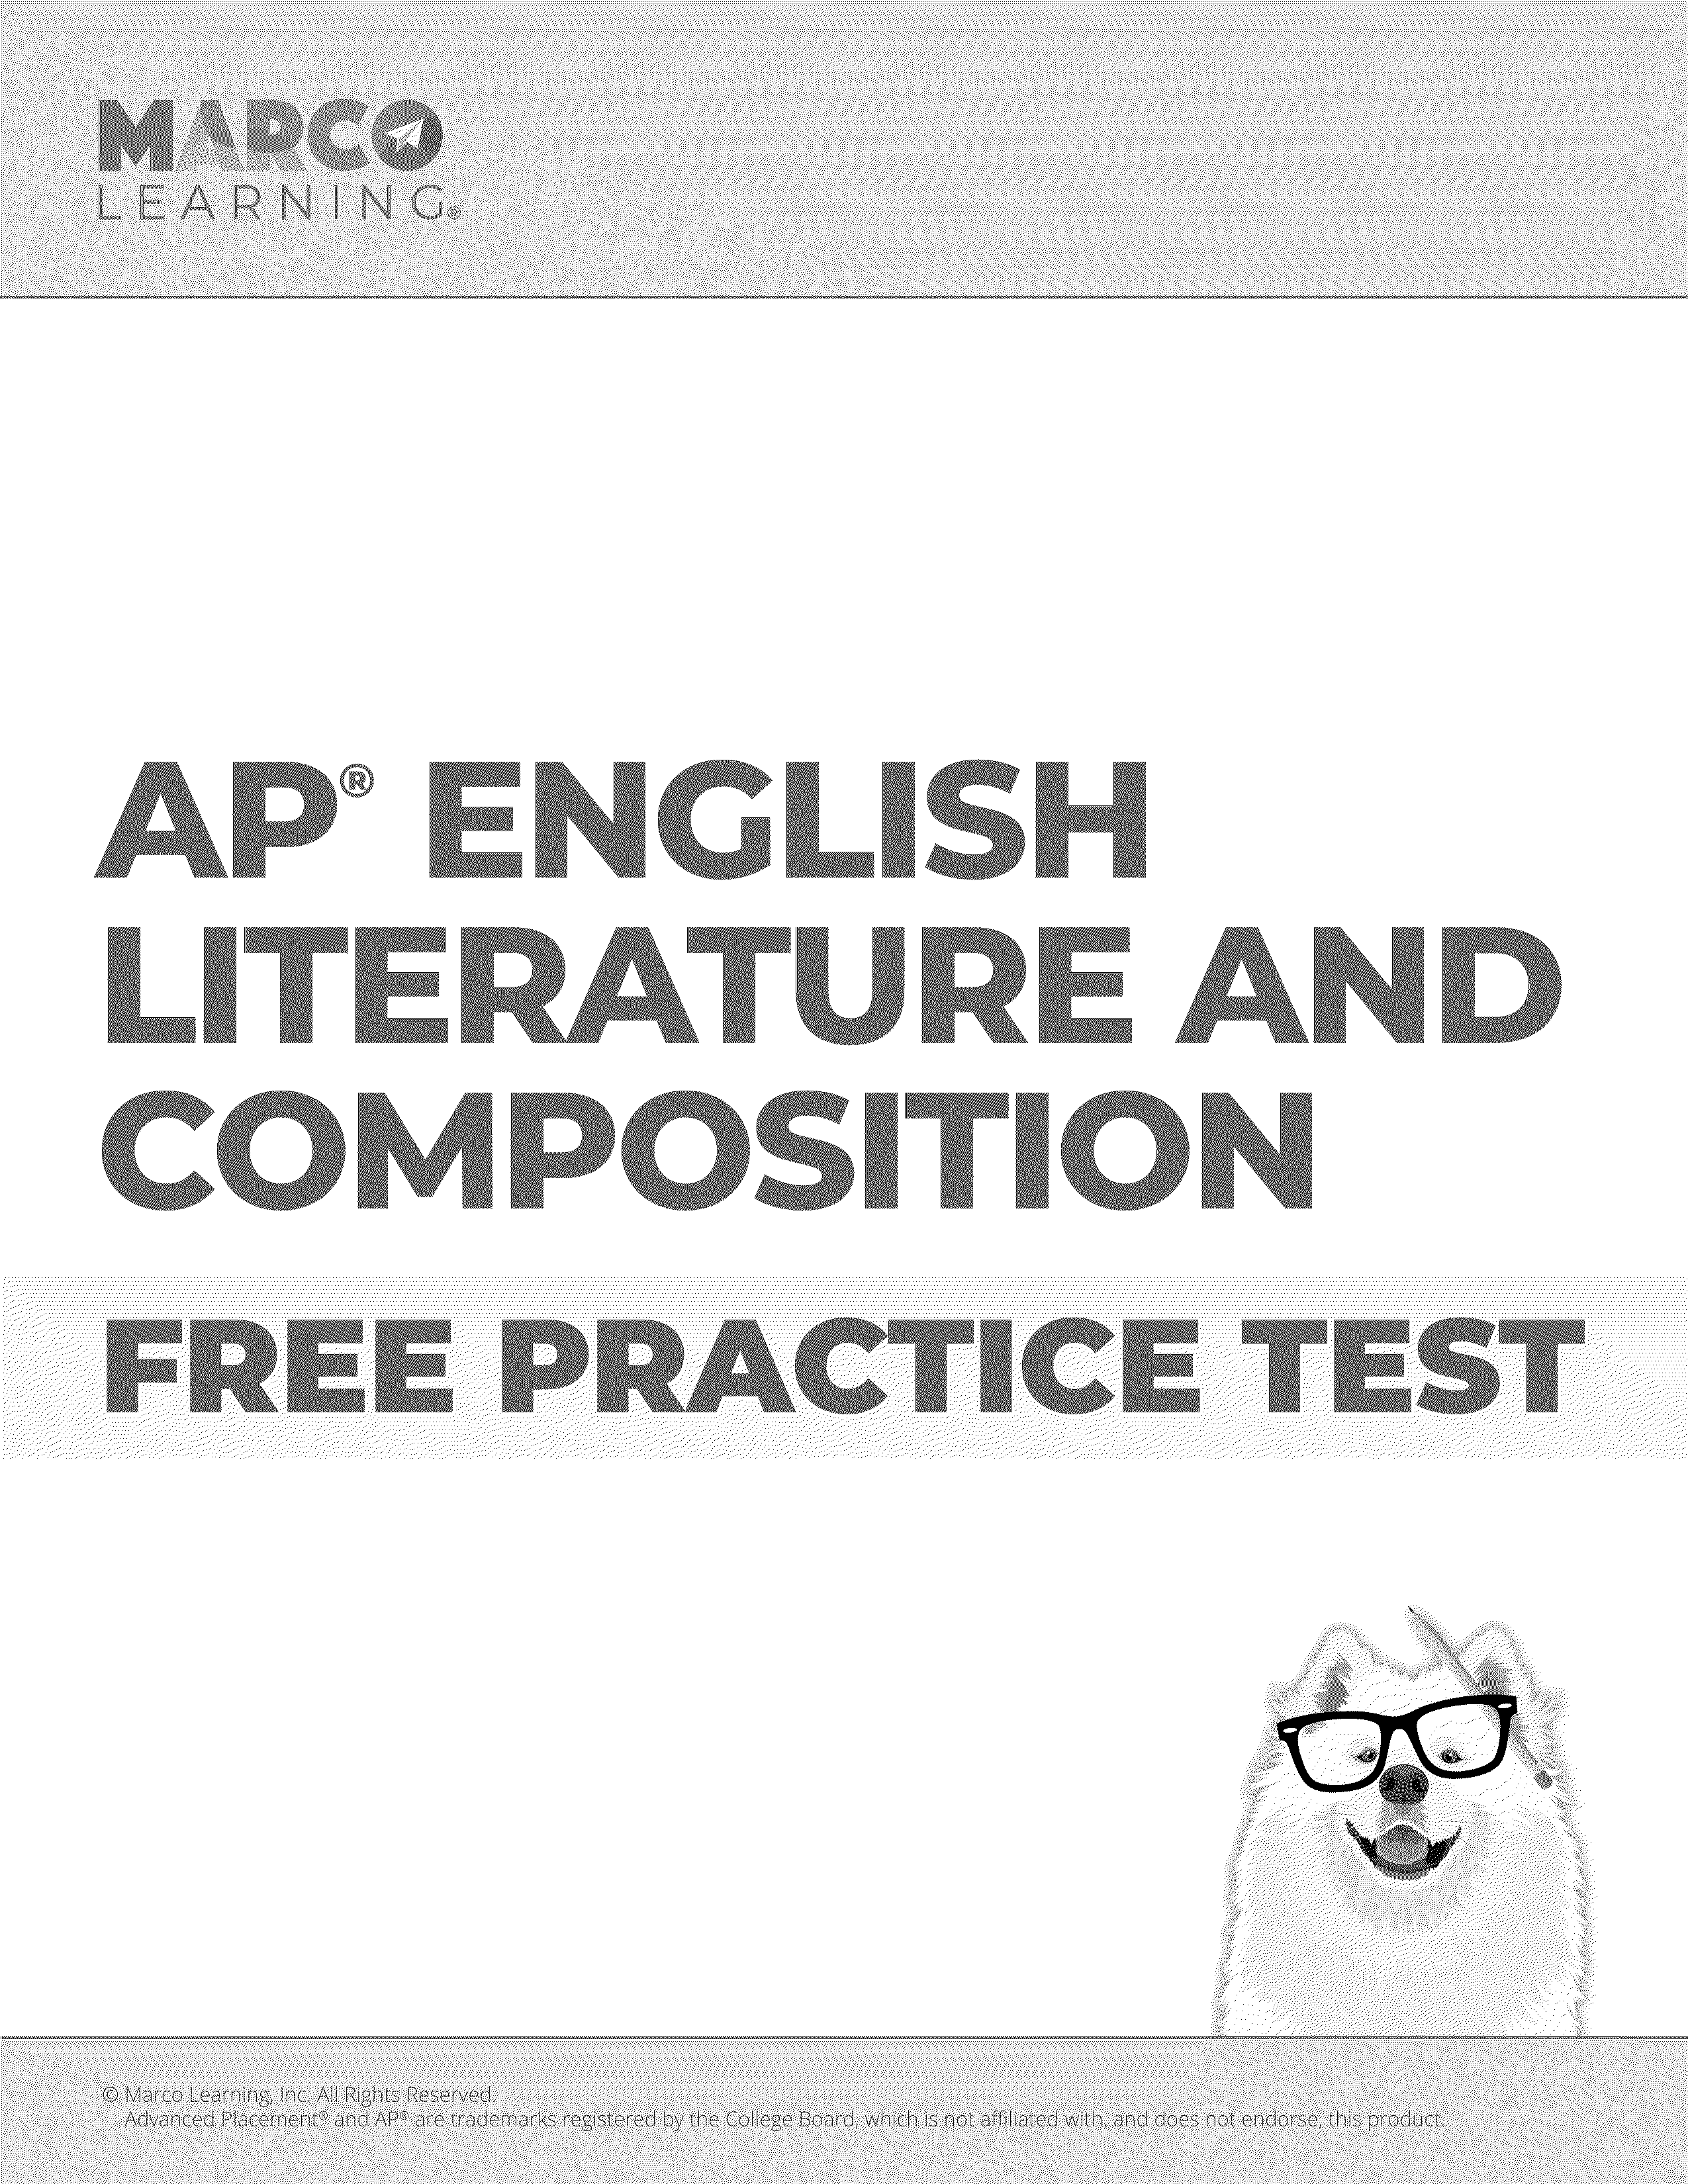 MARCO
LEARNING®
AP® ENGLISH
LITERATURE AND
COMPOSITION
FREE PRACTICE TEST
© Marco Learning, Inc. All Rights Reserved.
Advanced Placement® and AP® are trademarks registered by the College Board, which is not affiliated with, and does not endorse, this product.